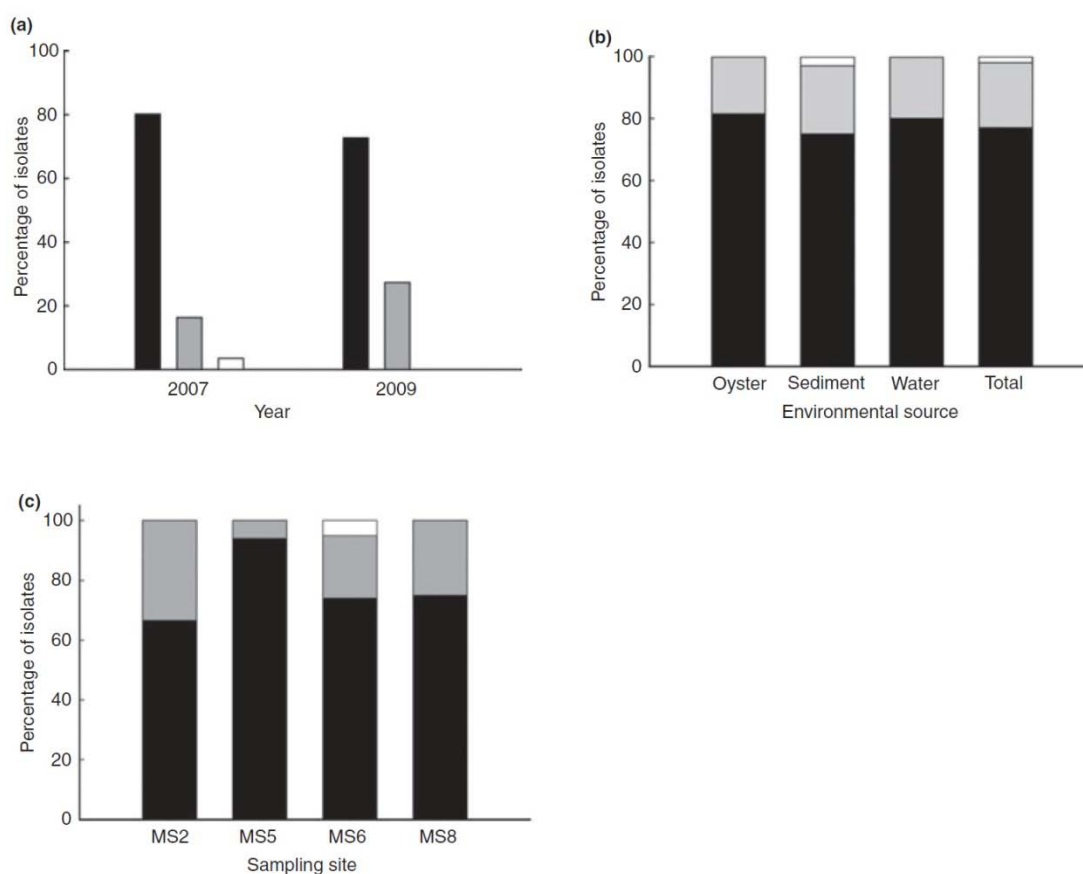 (a)
100
80
60
40
20
0
Percentage of isolates
2007 2009
Year
(b)
100
80
60
40
20
0
Percentage of isolates
Oyster Sediment Water Total
Environmental source
(c)
100
80
60
40
20
0
Percentage of isolates
MS2 MS5 MS6 MS8
Sampling site